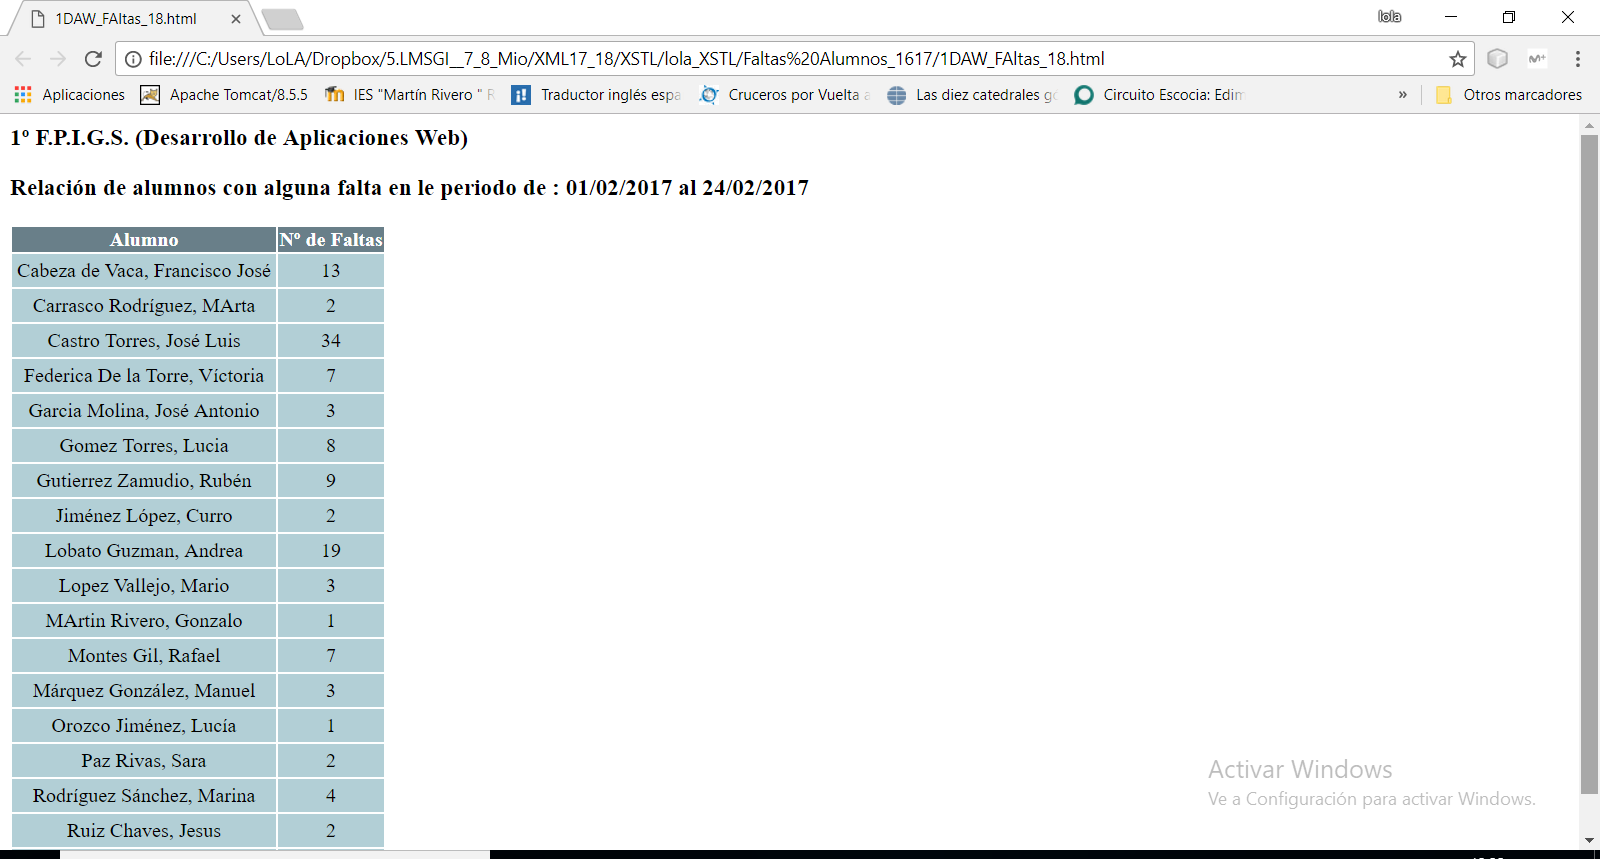 1DAW_FAltas_18.html
lola
file:///C:/Users/LoLA/Dropbox/5.LMSGI__7_8_Mio/XML17_18/XSTL/lola_XSTL/Faltas%20Alumnos_1617/1DAW_FAltas_18.html
Aplicaciones Apache Tomcat/8.5.5 IES "Martín Rivero " Traductor inglés espa Cruceros por Vuelta Las diez catedrales Circuito Escocia: Edim » Otros marcadores
1º F.P.I.G.S. (Desarrollo de Aplicaciones Web)
Relación de alumnos con alguna falta en le periodo de : 01/02/2017 al 24/02/2017
Alumno Nº de Faltas
Cabeza de Vaca, Francisco José 13
Carrasco Rodríguez, MArta 2
Castro Torres, José Luis 34
Federica De la Torre, Víctoria 7
Garcia Molina, José Antonio 3
Gomez Torres, Lucia 8
Gutierrez Zamudio, Rubén 9
Jiménez López, Curro 2
Lobato Guzman, Andrea 19
Lopez Vallejo, Mario 3
MArtin Rivero, Gonzalo 1
Montes Gil, Rafael 7
Márquez González, Manuel 3
Orozco Jiménez, Lucía 1
Paz Rivas, Sara 2
Rodríguez Sánchez, Marina 4
Ruiz Chaves, Jesus 2
Activar Windows
Ve a Configuración para activar Windows.